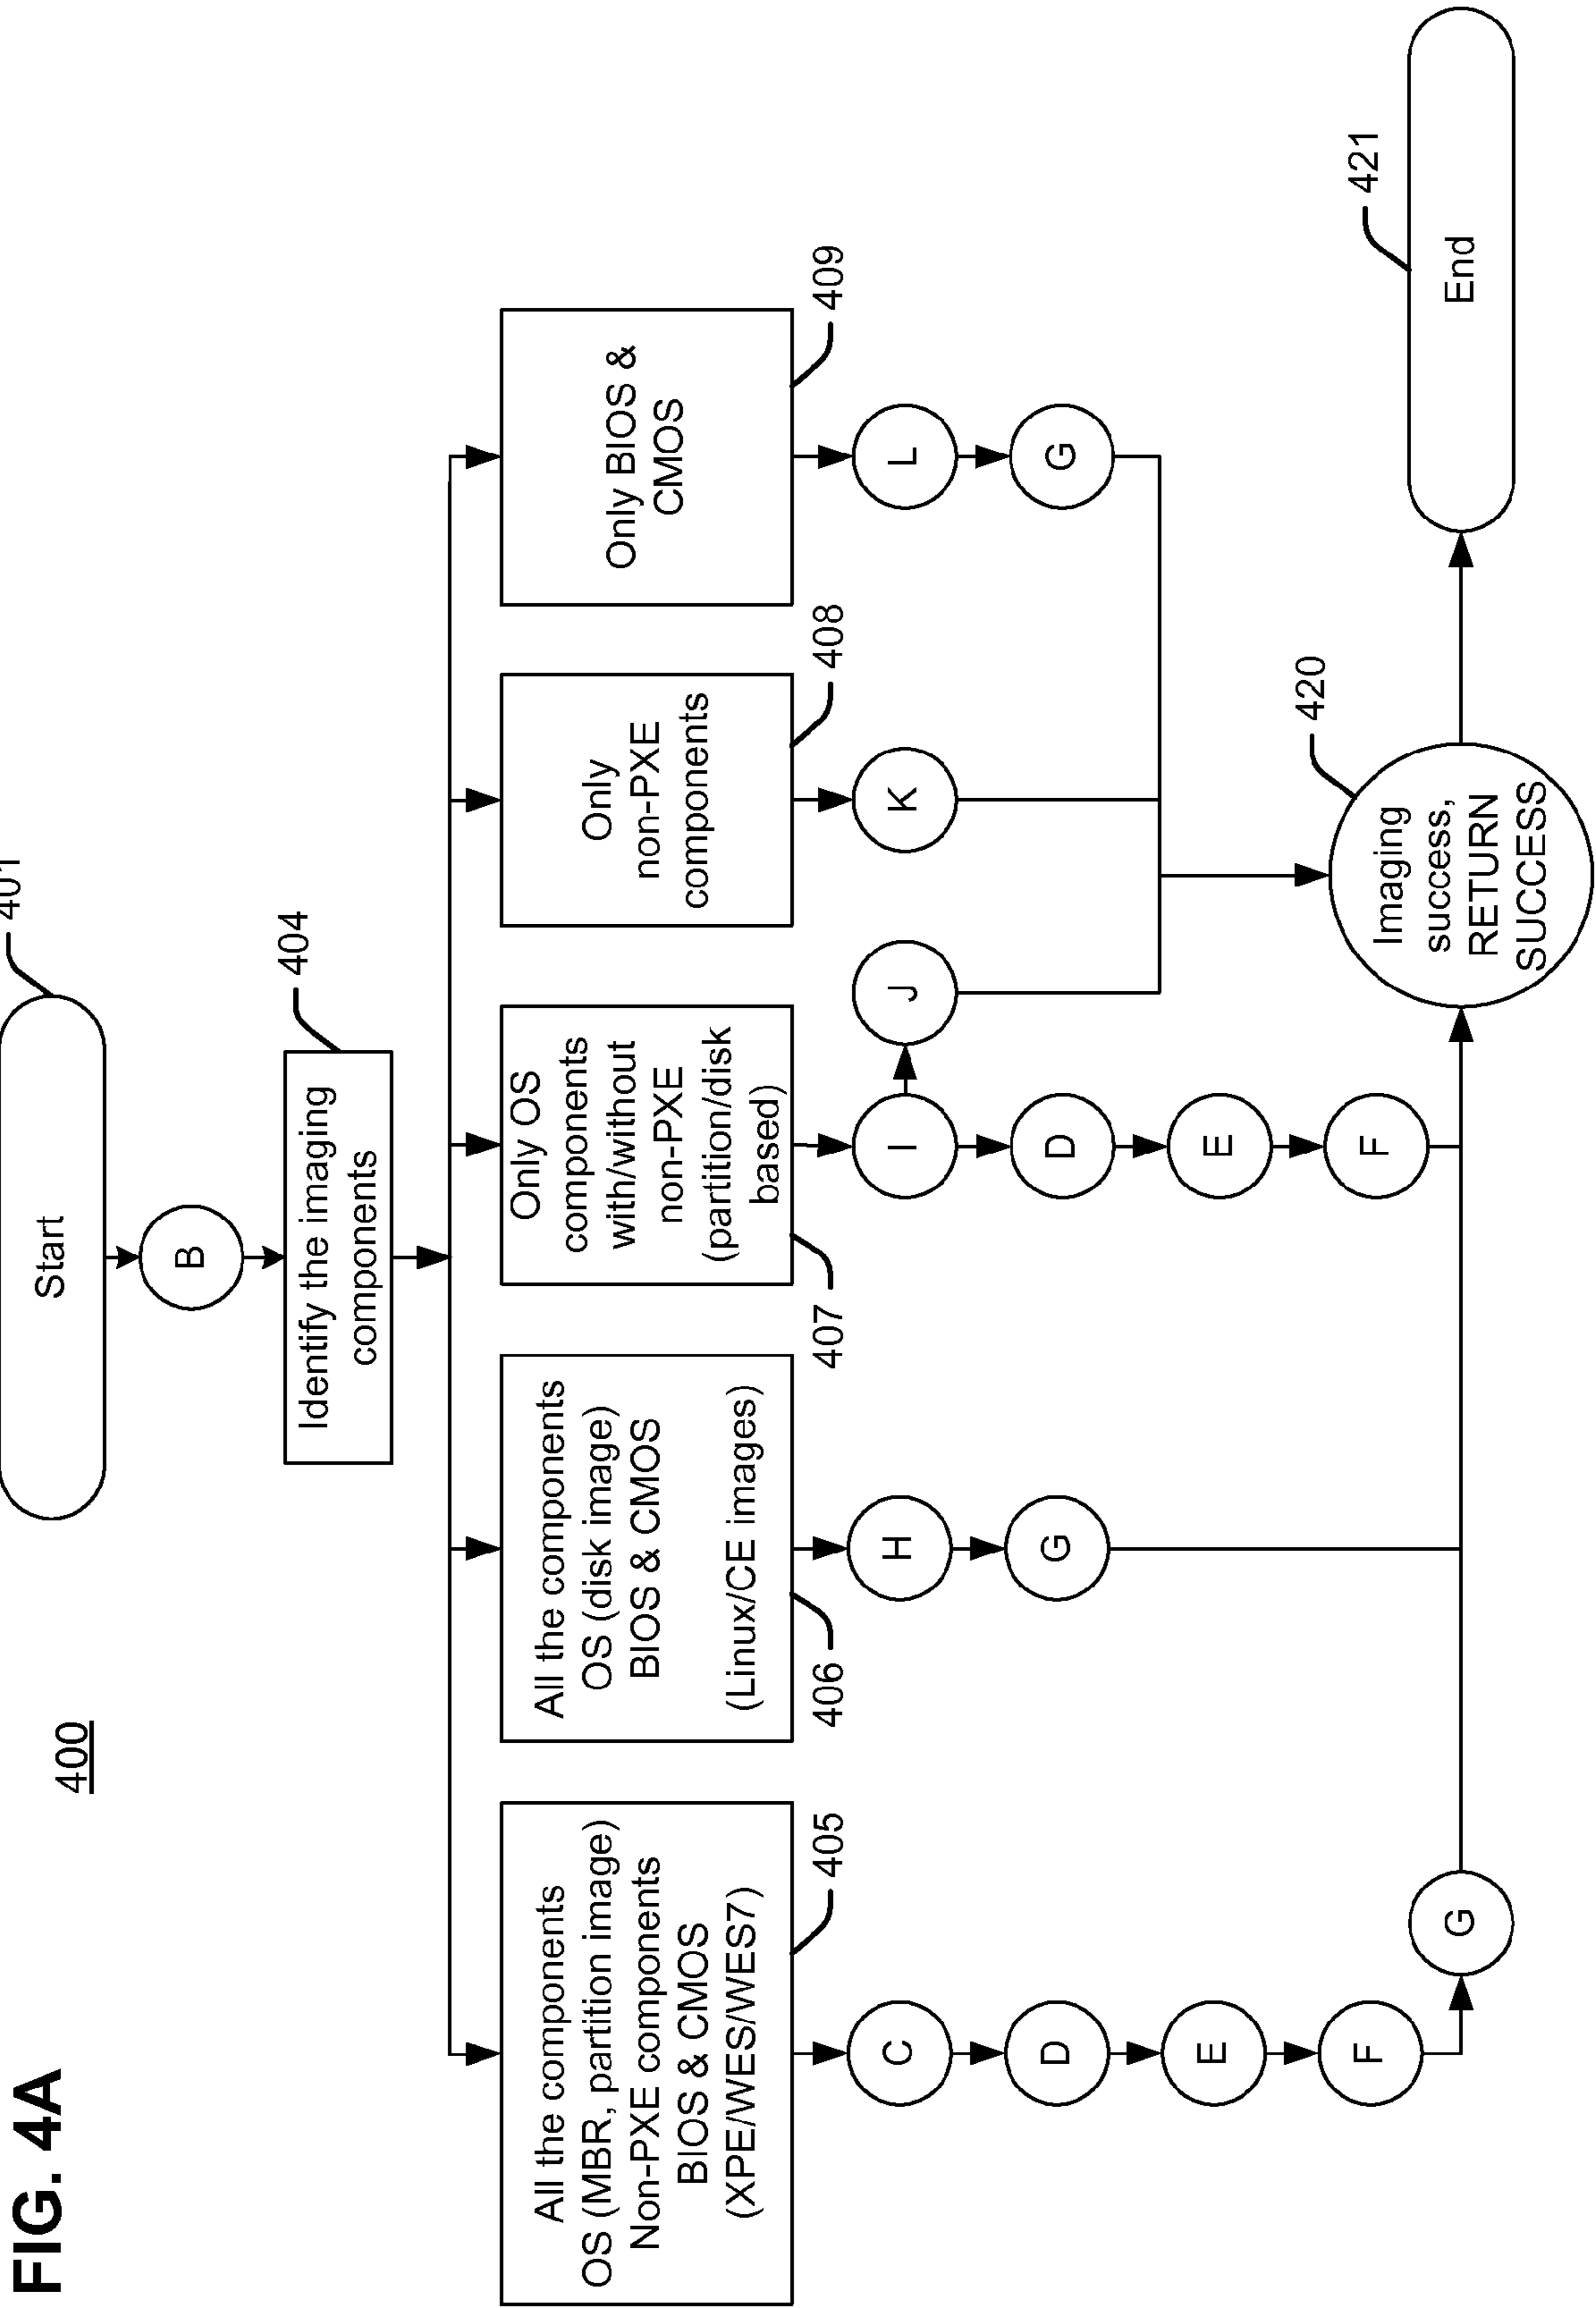 FIG. 4A
400
401
Start
B
404
Identify the imaging
components
All the components
OS (MBR, partition image)
Non-PXE components
BIOS & CMOS
(XPE/WES/WES7)
405
All the components
OS (disk image)
BIOS & CMOS
(Linux/CE images)
406
Only OS
components
with/without
non-PXE
(partition/disk
based)
407
Only
non-PXE
components
408
Only BIOS &
CMOS
409
C
D
E
F
G
H
G
I
J
D
E
F
K
L
G
Imaging
success,
RETURN
SUCCESS
420
End
421